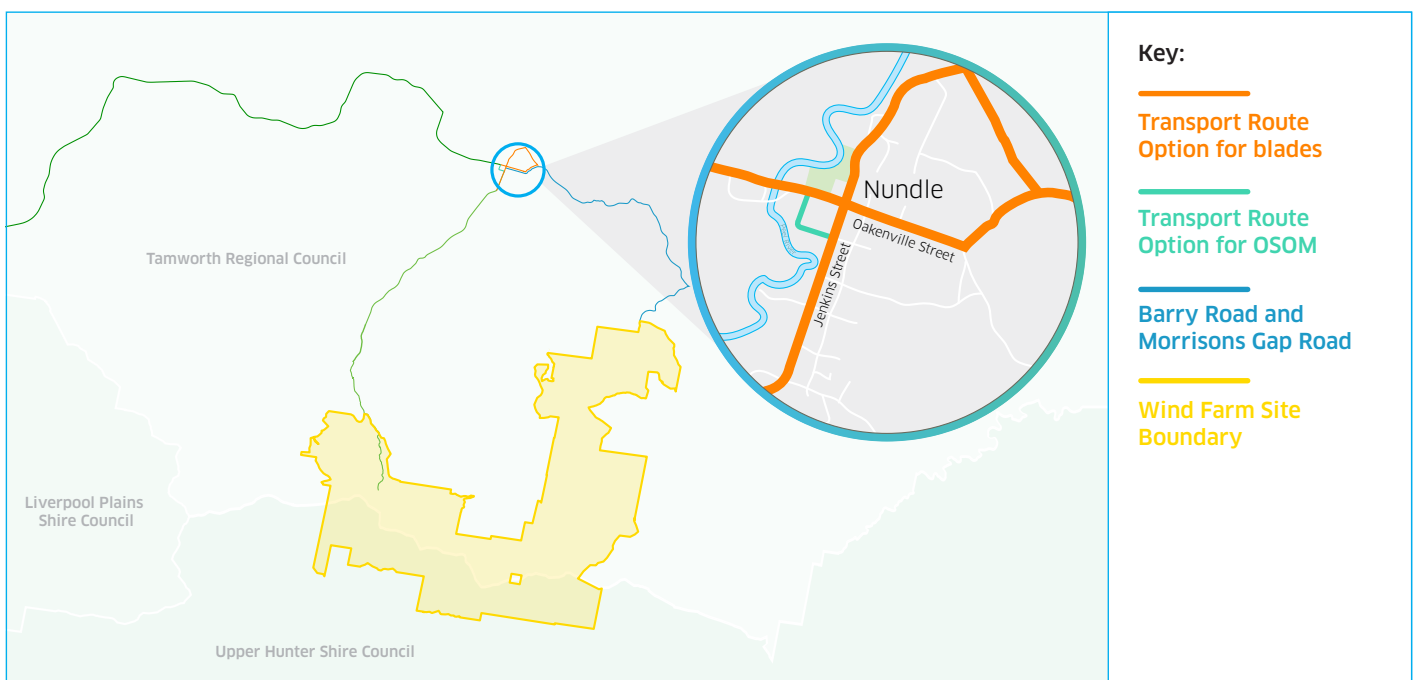 Tamworth Regional Council
Liverpool Plains
Shire Council
Upper Hunter Shire Council
Nundle
Oakenville Street
Jenkins Street
Key:
Transport Route
Option for blades
Transport Route
Option for OSOM
Barry Road and
Morrisons Gap Road
Wind Farm Site
Boundary